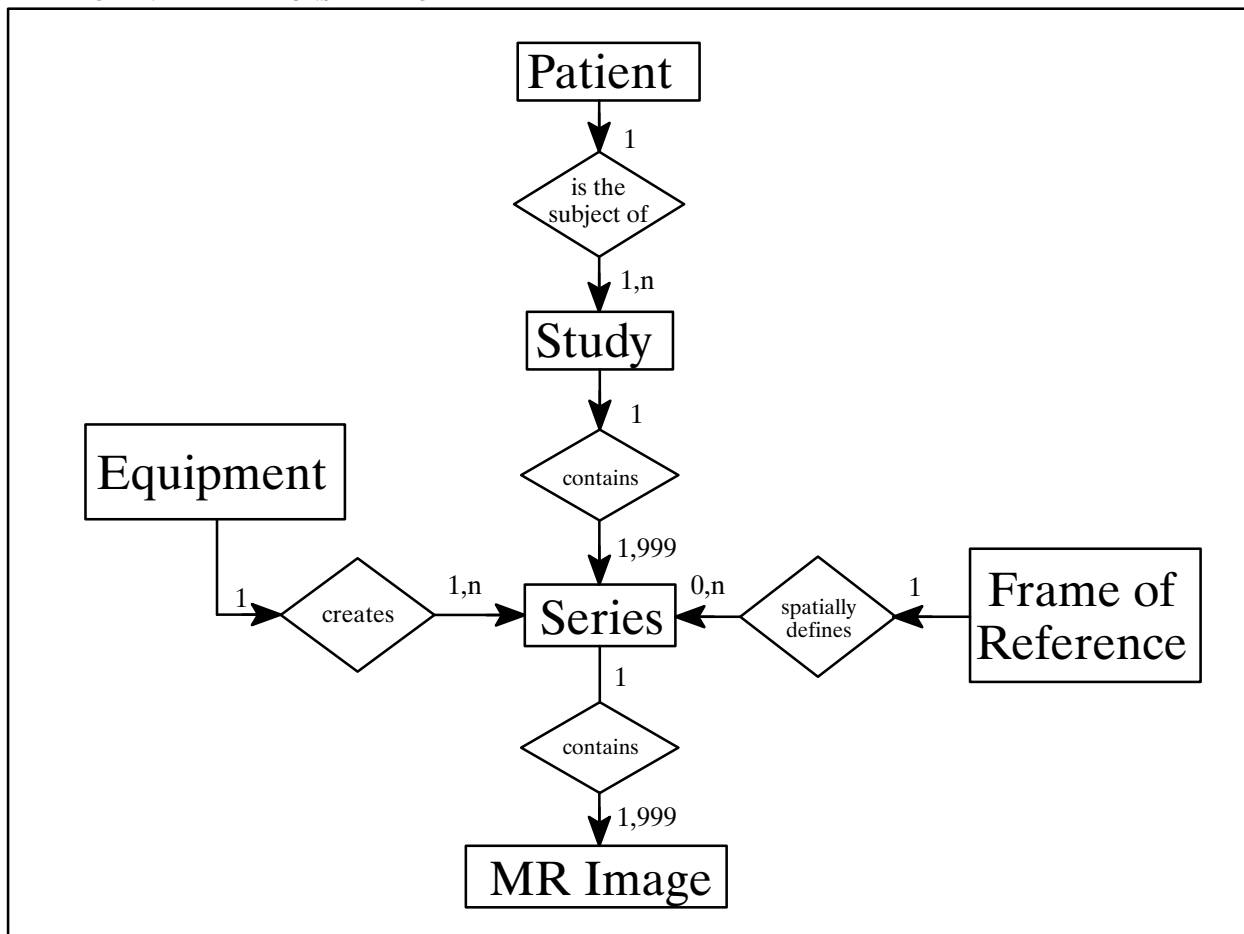 Patient
1
is the
subject of
1,n
Study
1
contains
Equipment
1,999
1
creates
1,n
Series
0,n
spatially
defines
1
Frame of
Reference
1
contains
1,999
MR Image